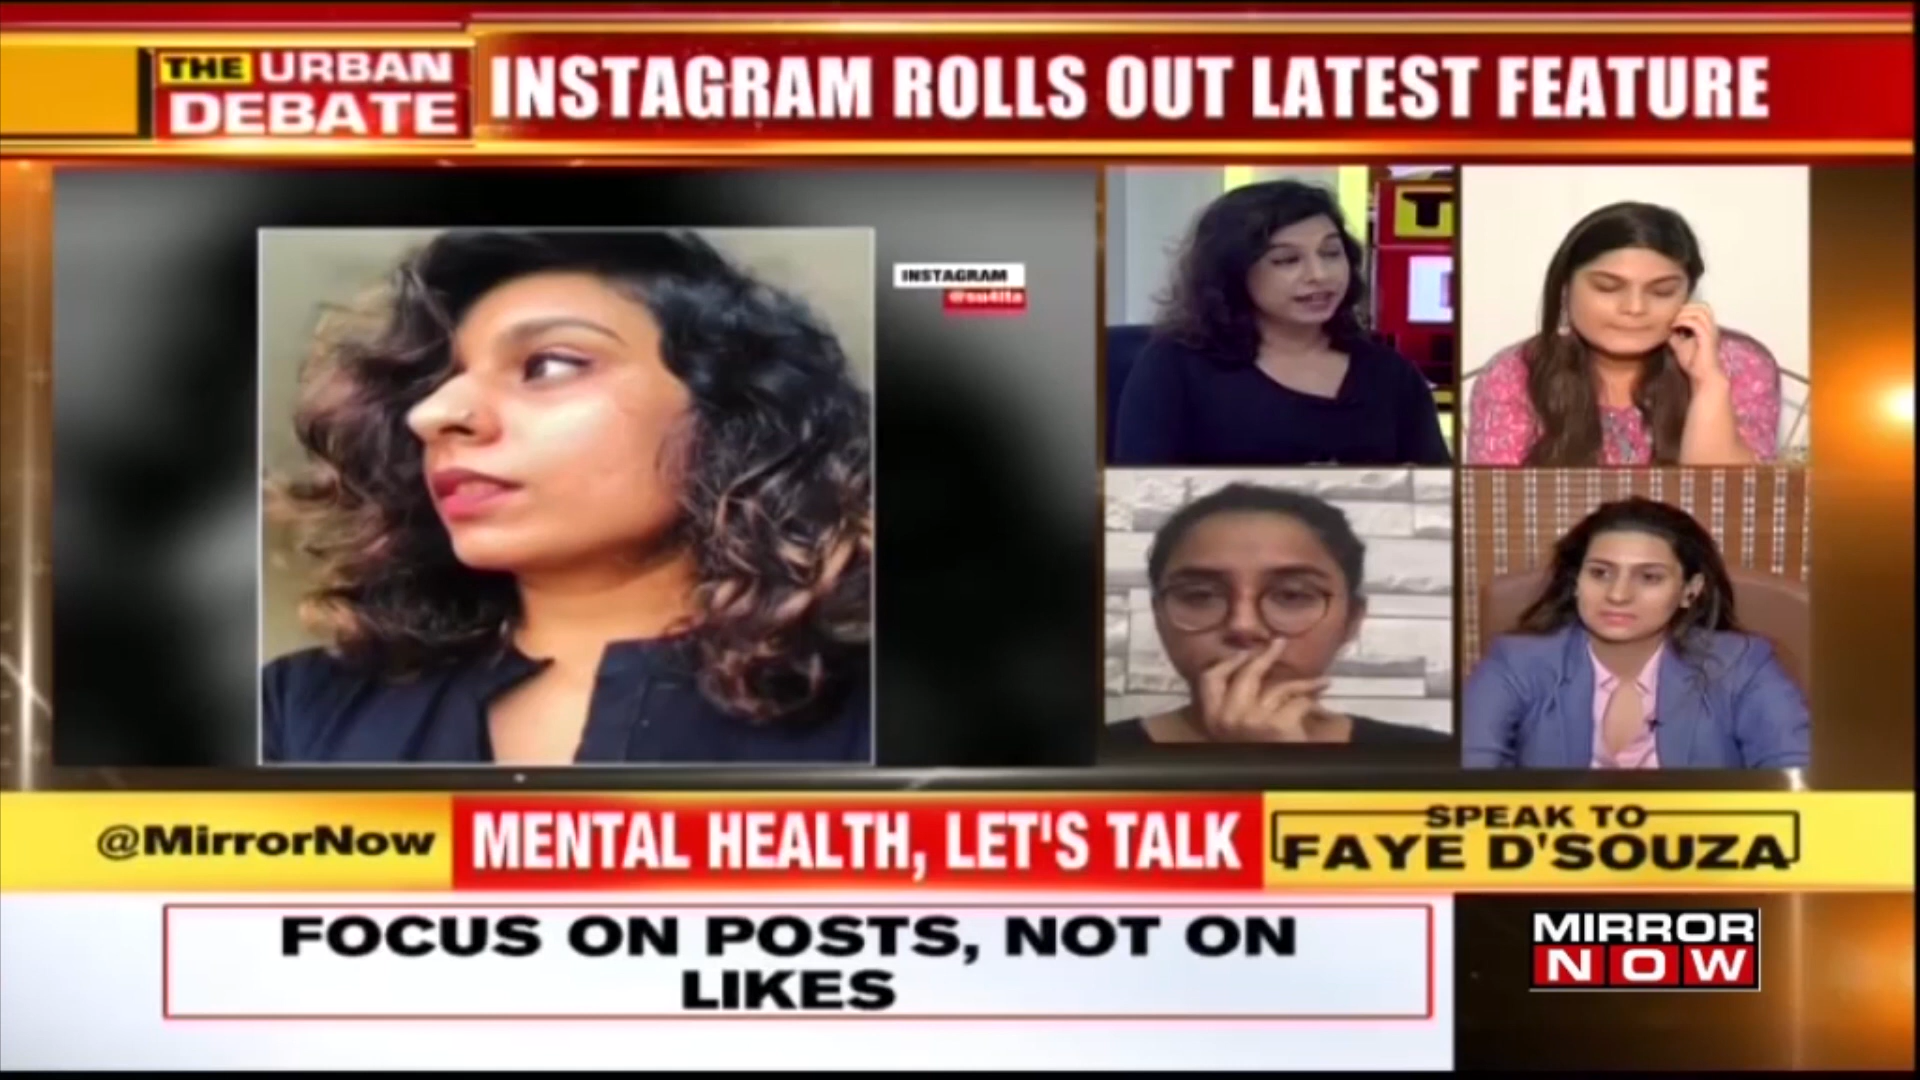 THE URBAN
DEBATE
INSTAGRAM ROLLS OUT LATEST FEATURE
INSTAGRAM
@MirrorNow
MENTAL HEALTH, LET'S TALK
SPEAK TO
FAYE D'SOUZA
FOCUS ON POSTS, NOT ON
LIKES
MIRROR
NOW